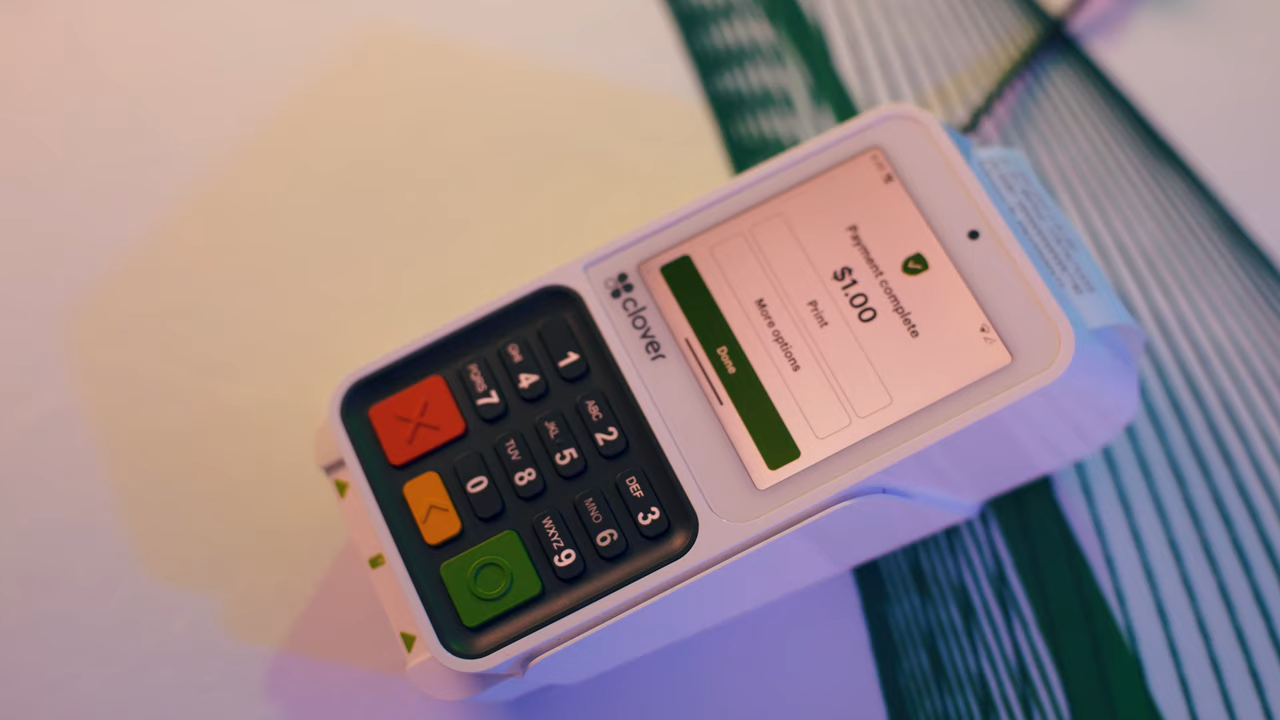 Payment complete
$1.00
Print
More options
Done
clover
1
ABC 2
DEF 3
GHI 4
JKL 5
MNO 6
PQRS 7
TUV 8
WXYZ 9
0